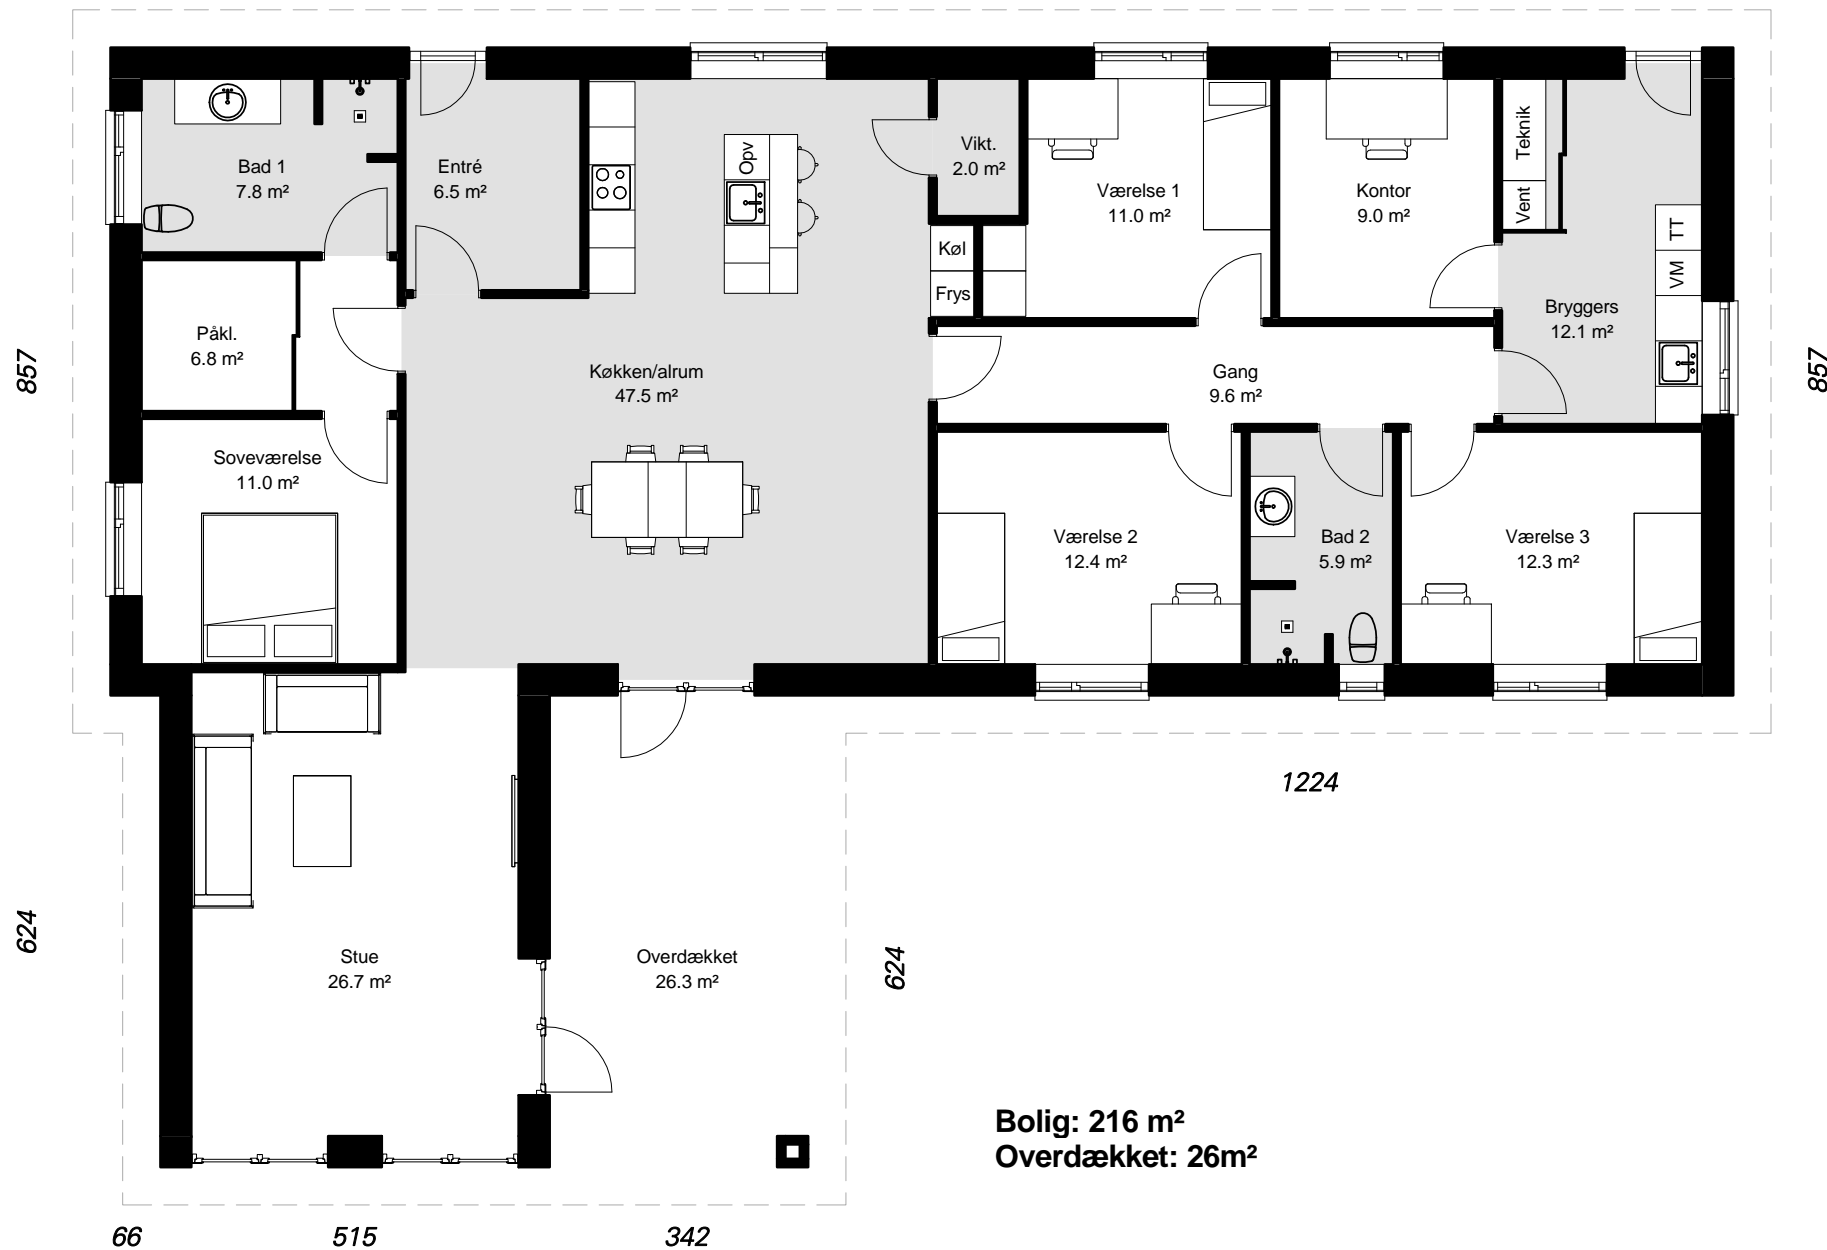 Bad 1
7.8 m²
Entré
6.5 m²
Opv
Vikt.
2.0 m²
Køl
Frys
Værelse 1
11.0 m²
Kontor
9.0 m²
Teknik
Vent
TT
VM
Bryggers
12.1 m²
Påkl.
6.8 m²
Køkken/alrum
47.5 m²
Gang
9.6 m²
857
857
Soveværelse
11.0 m²
Værelse 2
12.4 m²
Bad 2
5.9 m²
Værelse 3
12.3 m²
1224
624
Stue
26.7 m²
Overdækket
26.3 m²
624
Bolig: 216 m²
Overdækket: 26m²
66
515
342